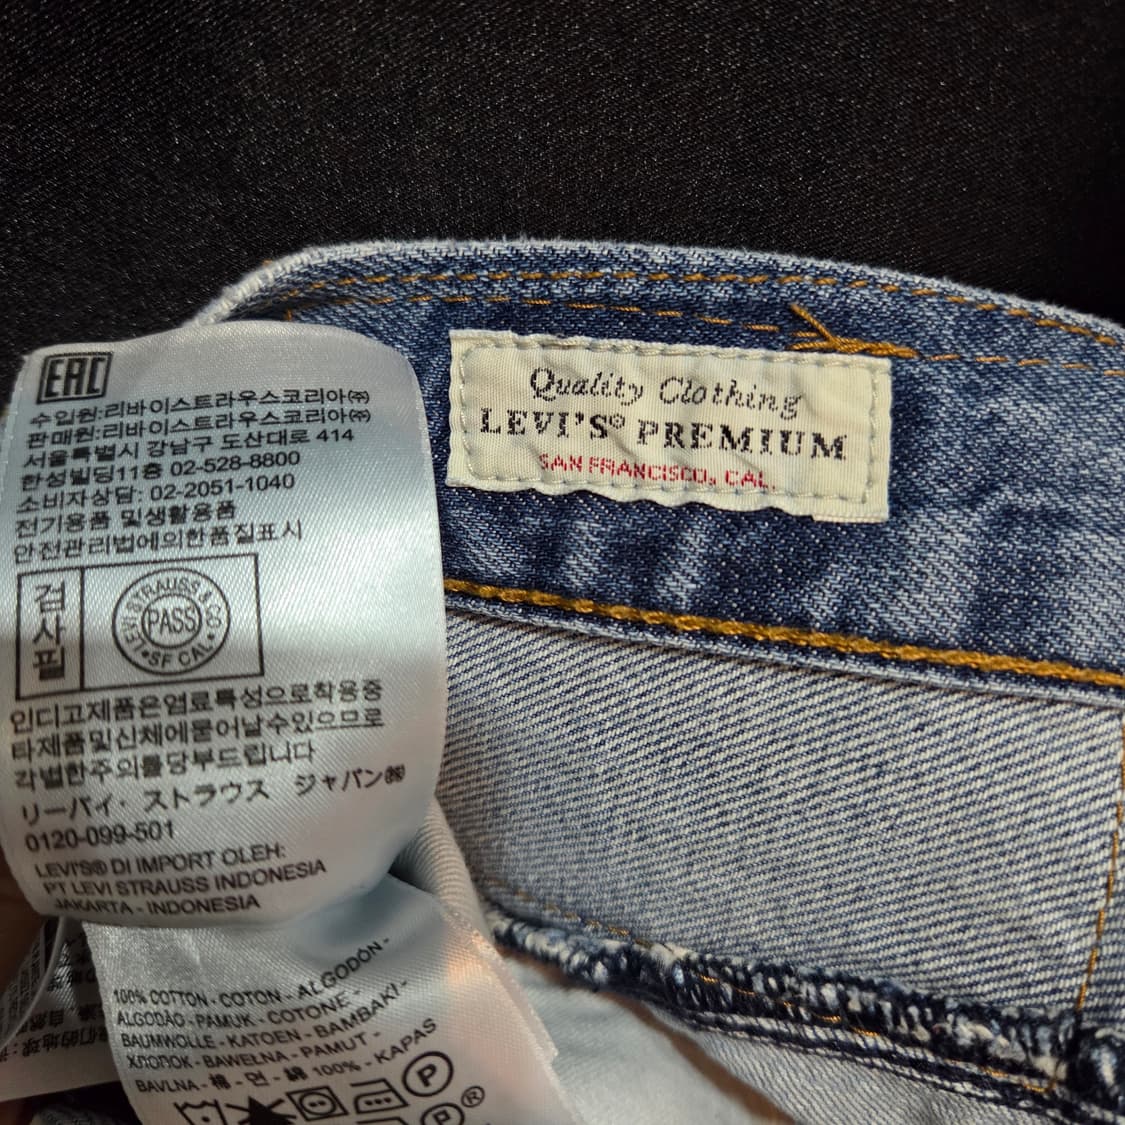 EAC
수입원:리바이스트라우스코리아㈜
판매원:리바이스트라우스코리아㈜
서울특별시 강남구 도산대로 414
한성빌딩11층 02-528-8800
소비자상담: 02-2051-1040
전기용품 및생활용품
안전관리법에의한품질표시
검사필
LEVI STRAUSS & CO
PASS
SF CAL
인디고제품은염료특성으로착용중
타제품및신체에물어날수있으므로
각별한주의를당부드립니다
リーバイ・ストラウス ジャパン㈱
0120-099-501
LEVI'S® DI IMPORT OLEH:
PT LEVI STRAUSS INDONESIA
JAKARTA - INDONESIA
100% COTTON - COTON - ALGODÓN -
ALGODÃO - PAMUK - COTONE -
BAUMWOLLE - KATOEN - BAMBAKI -
ХЛОПОК - BAWEŁNA - PAMUT -
BAVLNA - 棉 - 면 - 綿 100% - KAPAS
P
®
Quality Clothing
LEVI'S® PREMIUM
SAN FRANCISCO, CAL.